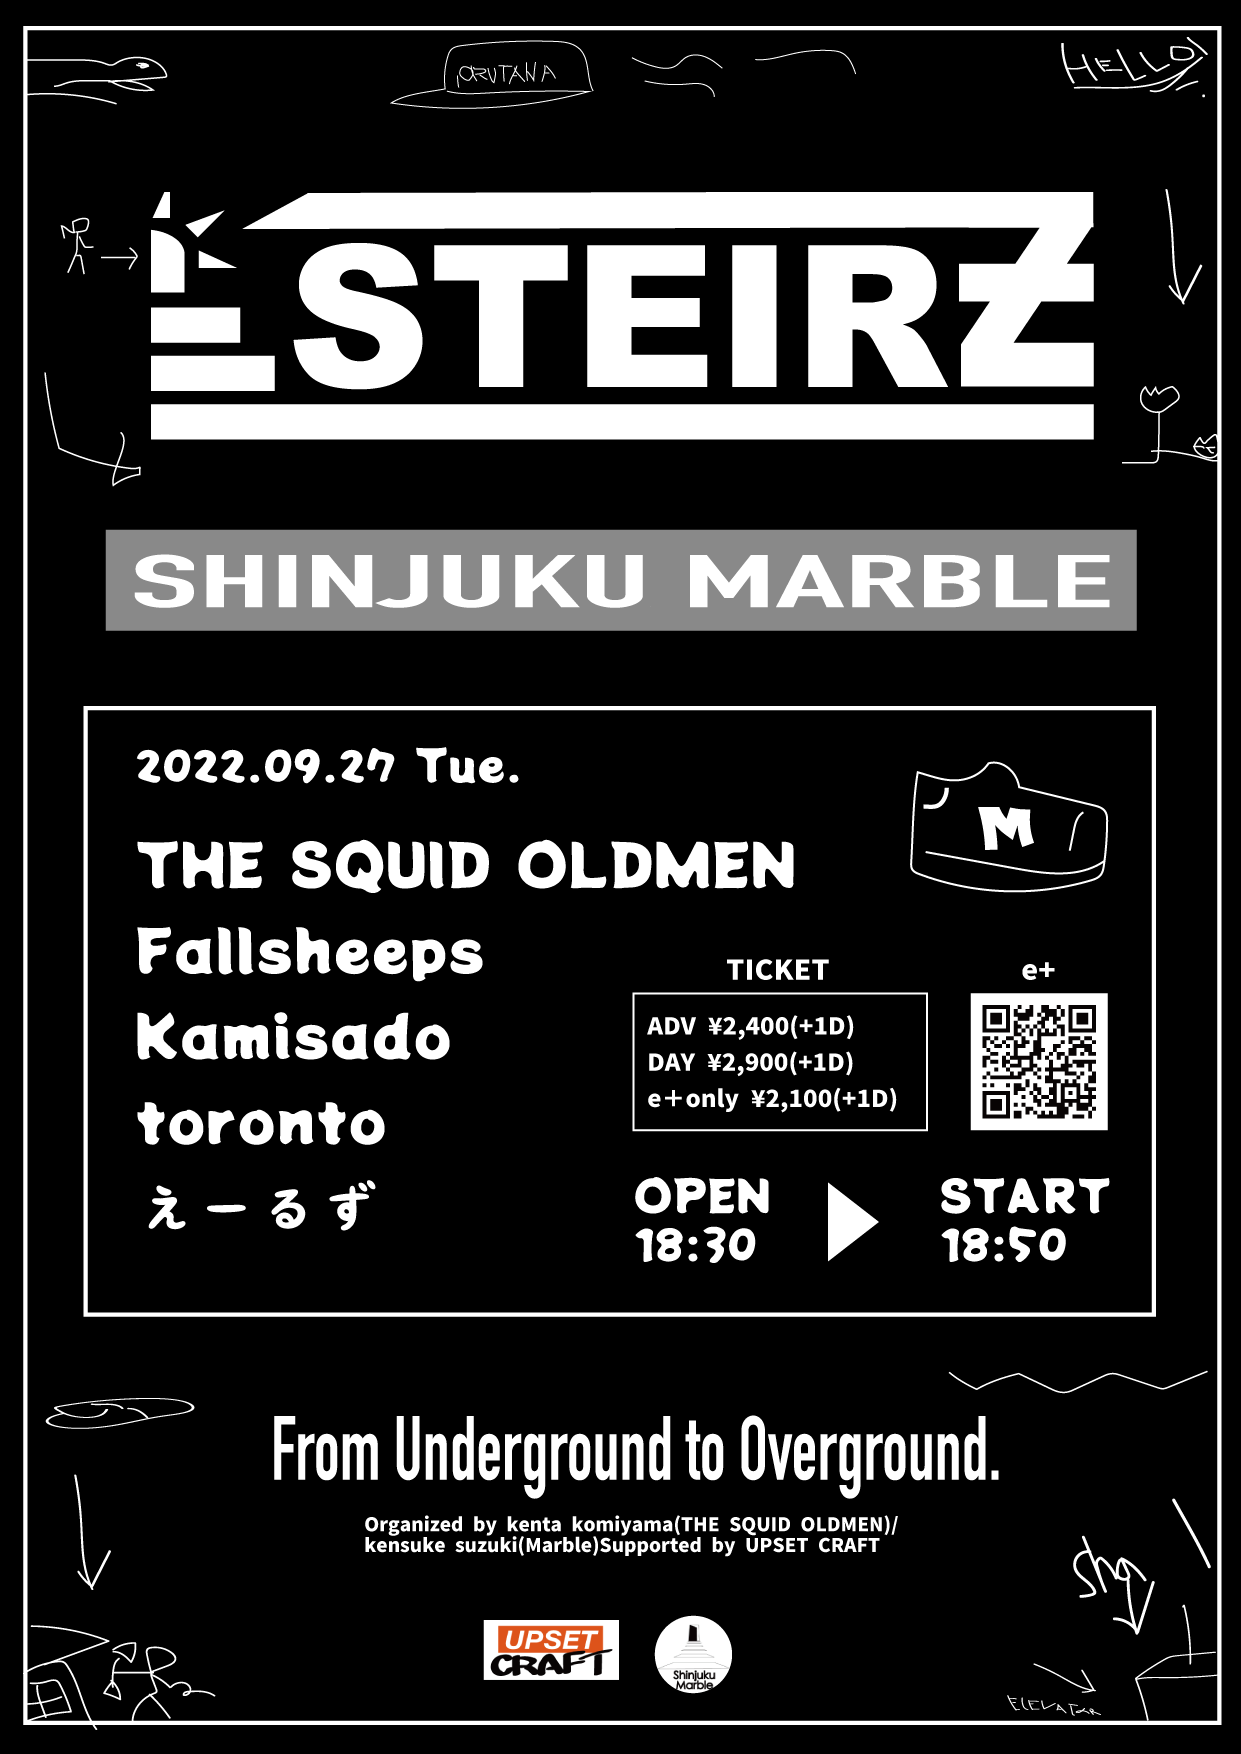 ORUTANA
HELLO
ESTEIRZ
SHINJUKU MARBLE
2022.09.27 Tue.
M
THE SQUID OLDMEN
Fallsheeps
Kamisado
toronto
えーるず
TICKET
ADV ¥2,400(+1D)
DAY ¥2,900(+1D)
e+only ¥2,100(+1D)
e+
OPEN
18:30
START
18:50
From Underground to Overground.
Organized by kenta komiyama(THE SQUID OLDMEN)/
kensuke suzuki(Marble)Supported by UPSET CRAFT
UPSET
CRAFT
Shinjuku
Marble